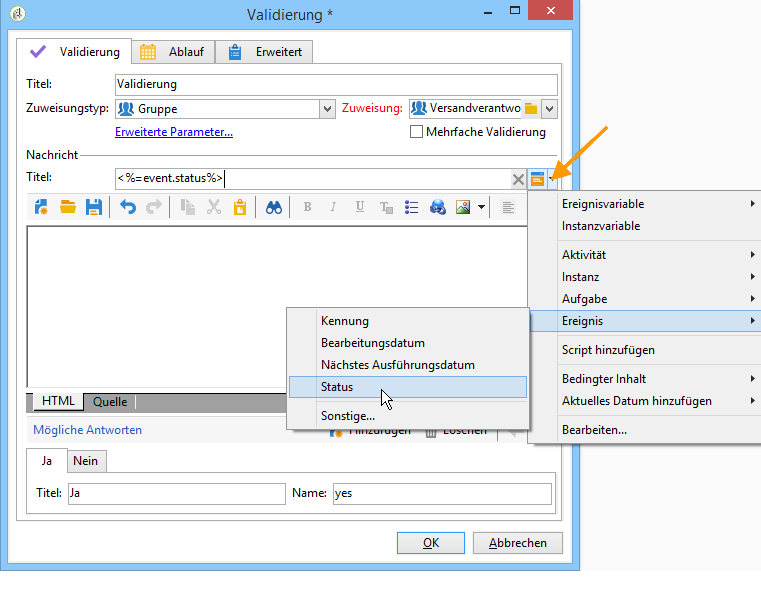 Validierung *
Validierung Ablauf Erweitert
Titel: Validierung
Zuweisungstyp: Gruppe Zuweisung: Versandverantwo
Erweiterte Parameter... Mehrfache Validierung
Nachricht
Titel: <%=event.status%>
B I U
Ereignisvariable
Instanzvariable
Aktivität
Instanz
Aufgabe
Ereignis
Script hinzufügen
Bedingter Inhalt
Aktuelles Datum hinzufügen
Bearbeiten...
Kennung
Bearbeitungsdatum
Nächstes Ausführungsdatum
Status
Sonstige...
HTML Quelle
Mögliche Antworten Hinzufügen Löschen
Ja Nein
Titel: Ja Name: yes
OK Abbrechen